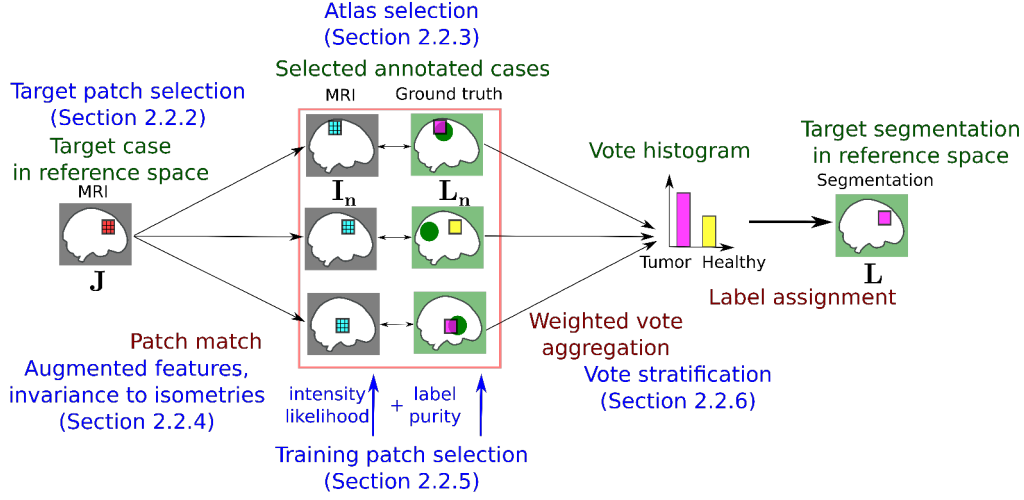 Atlas selection
(Section 2.2.3)
Selected annotated cases
MRI
Ground truth
Target patch selection
(Section 2.2.2)
Target case
in reference space
MRI
J
I_n
L_n
Vote histogram
Tumor Healthy
Target segmentation
in reference space
Segmentation
L
Label assignment
Patch match
Augmented features,
invariance to isometries
(Section 2.2.4)
intensity
likelihood
+
label
purity
Training patch selection
(Section 2.2.5)
Weighted vote
aggregation
Vote stratification
(Section 2.2.6)